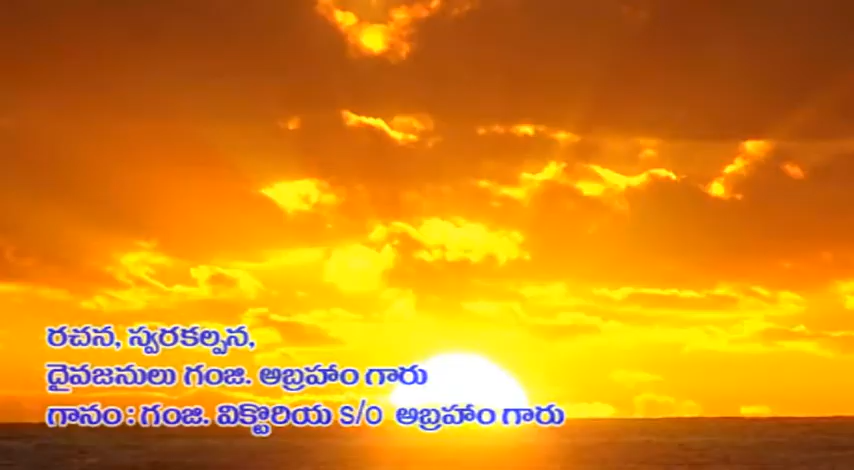 రచన, స్వరకల్పన,
దైవజనులు గంజి. అబ్రహాం గారు
గానం : గంజి. విక్టొరియ s/o అబ్రహాం గారు